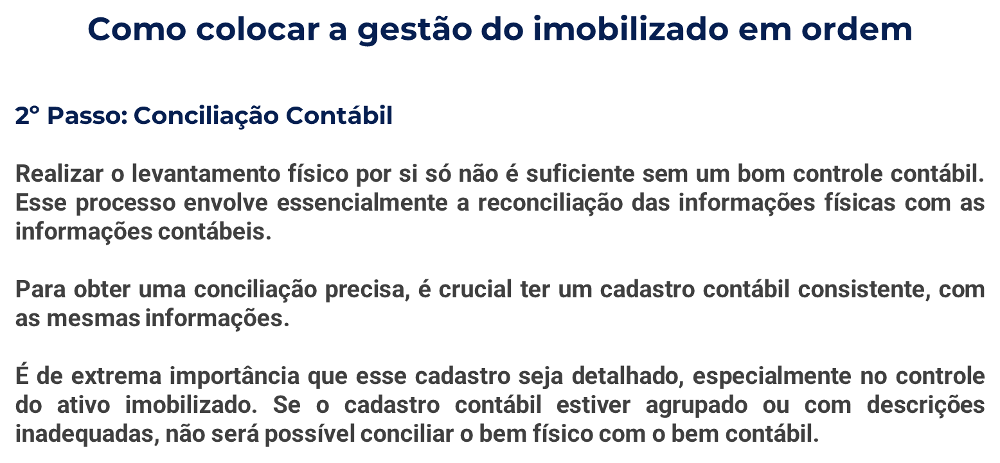 Como colocar a gestão do imobilizado em ordem
2º Passo: Conciliação Contábil
Realizar o levantamento físico por si só não é suficiente sem um bom controle contábil.
Esse processo envolve essencialmente a reconciliação das informações físicas com as
informações contábeis.
Para obter uma conciliação precisa, é crucial ter um cadastro contábil consistente, com
as mesmas informações.
É de extrema importância que esse cadastro seja detalhado, especialmente no controle
do ativo imobilizado. Se o cadastro contábil estiver agrupado ou com descrições
inadequadas, não será possível conciliar o bem físico com o bem contábil.